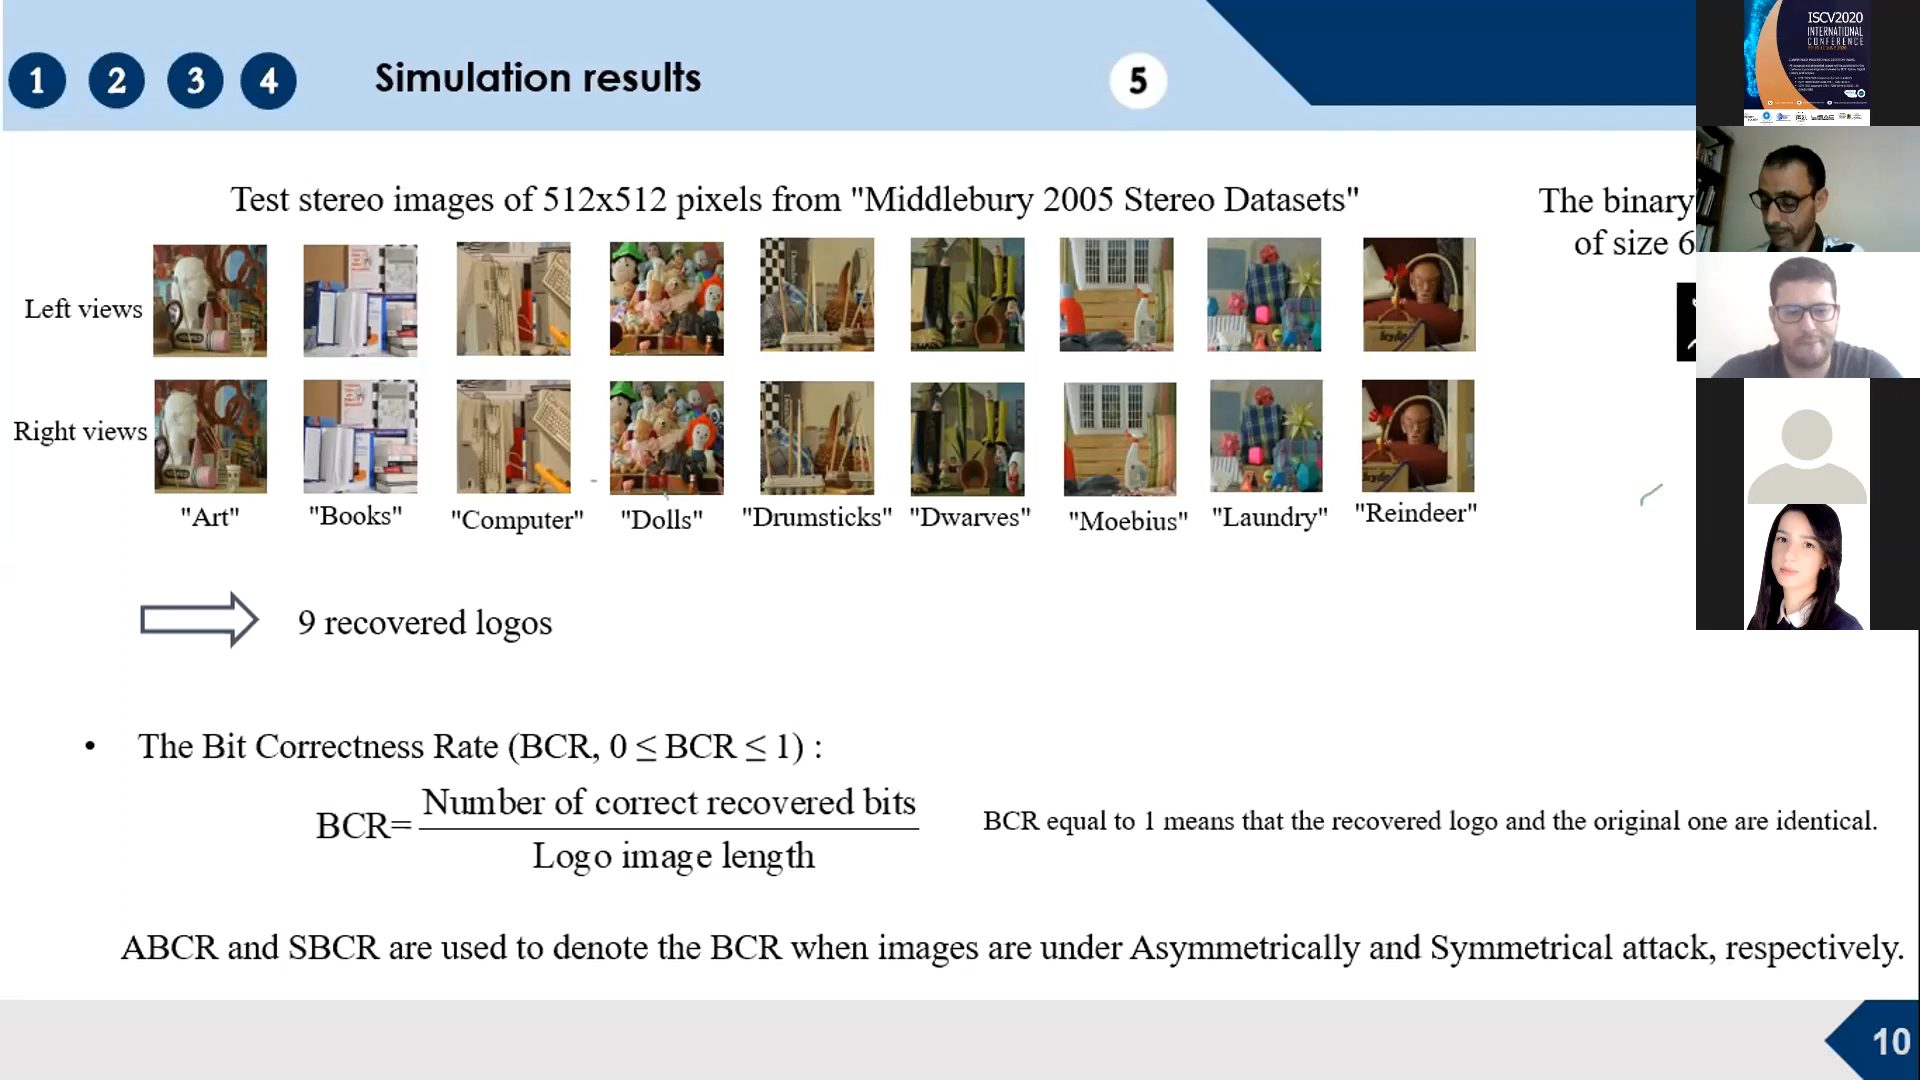 1 2 3 4 Simulation results 5
ISCV2020
INTERNATIONAL
CONFERENCE
Test stereo images of 512x512 pixels from "Middlebury 2005 Stereo Datasets"
The binary
of size 6
Left views
Right views
"Art" "Books" "Computer" "Dolls" "Drumsticks" "Dwarves" "Moebius" "Laundry" "Reindeer"
9 recovered logos
• The Bit Correctness Rate (BCR, 0 ≤ BCR ≤ 1) :
BCR= Number of correct recovered bits
Logo image length
BCR equal to 1 means that the recovered logo and the original one are identical.
ABCR and SBCR are used to denote the BCR when images are under Asymmetrically and Symmetrical attack, respectively.
10